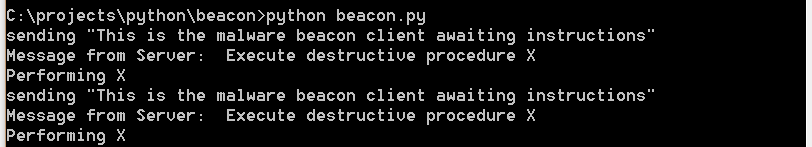 C:\projects\python\beacon>python beacon.py
sending "This is the malware beacon client awaiting instructions"
Message from Server:  Execute destructive procedure X
Performing X
sending "This is the malware beacon client awaiting instructions"
Message from Server:  Execute destructive procedure X
Performing X